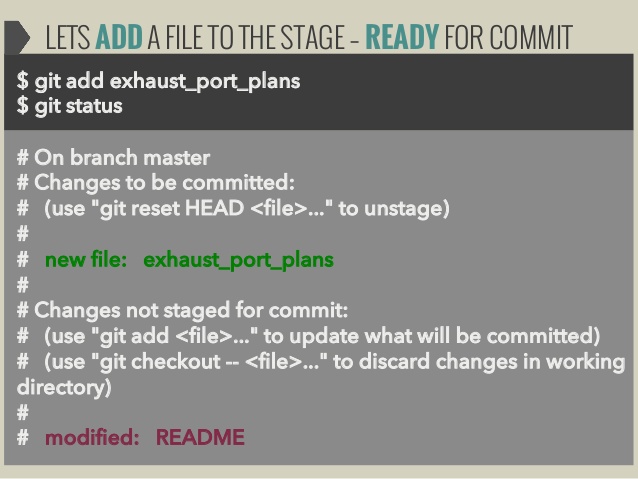 LETS ADD A FILE TO THE STAGE – READY FOR COMMIT
$ git add exhaust_port_plans
$ git status
# On branch master
# Changes to be committed:
#   (use "git reset HEAD <file>..." to unstage)
#
#   new file:   exhaust_port_plans
#
# Changes not staged for commit:
#   (use "git add <file>..." to update what will be committed)
#   (use "git checkout -- <file>..." to discard changes in working
directory)
#
#   modified:   README